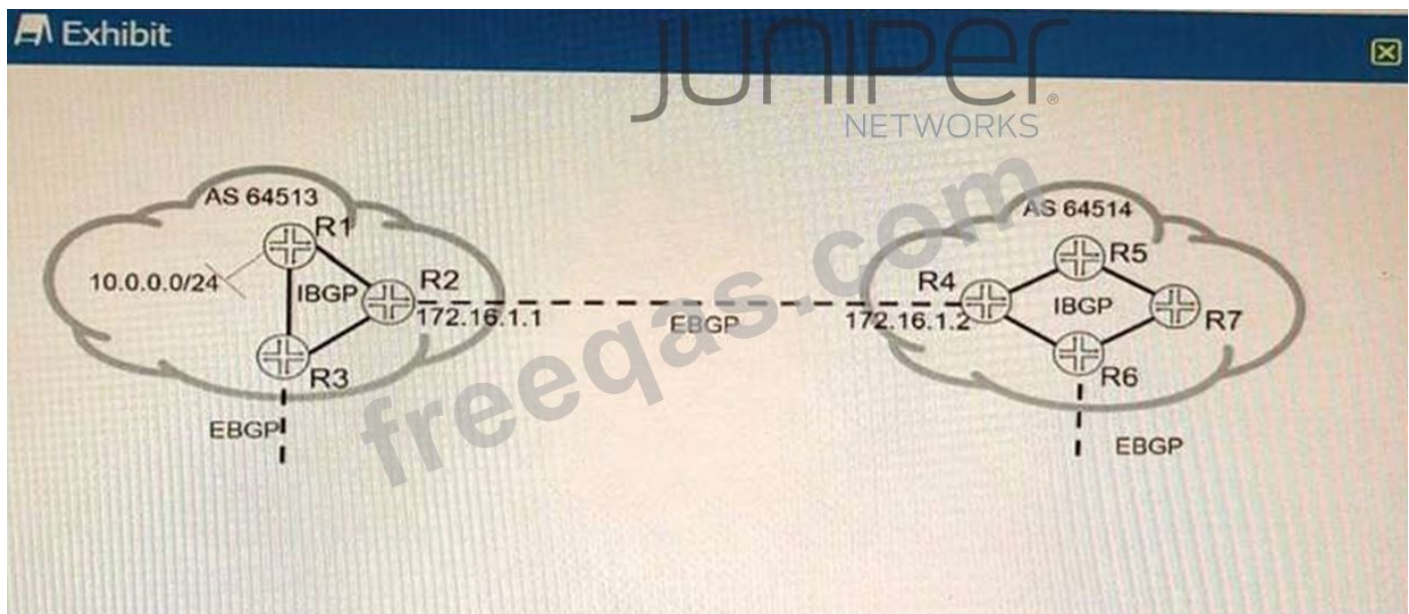 Exhibit
JUNIPER
NETWORKS
AS 64513
R1
10.0.0.0/24
IBGP
R2
172.16.1.1
R3
EBGP
EBGP
AS 64514
R5
R4
IBGP
172.16.1.2
R7
R6
EBGP
freeqas.com